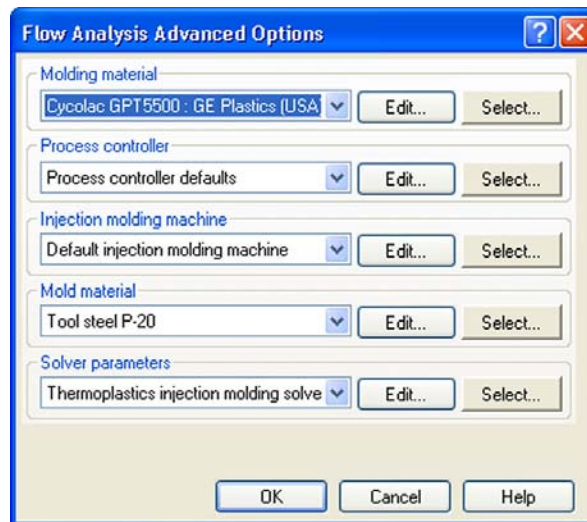 Flow Analysis Advanced Options
Molding material
Cycolac GPT5500 : GE Plastics (USA) Edit... Select...
Process controller
Process controller defaults Edit... Select...
Injection molding machine
Default injection molding machine Edit... Select...
Mold material
Tool steel P-20 Edit... Select...
Solver parameters
Thermoplastics injection molding solve Edit... Select...
OK Cancel Help